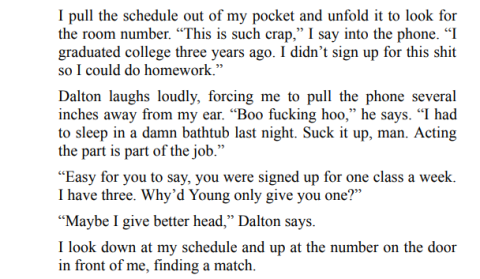 I pull the schedule out of my pocket and unfold it to look for
the room number. “This is such crap,” I say into the phone. “I
graduated college three years ago. I didn’t sign up for this shit
so I could do homework.”
Dalton laughs loudly, forcing me to pull the phone several
inches away from my ear. “Boo fucking hoo,” he says. “I had
to sleep in a damn bathtub last night. Suck it up, man. Acting
the part is part of the job.”
“Easy for you to say, you were signed up for one class a week.
I have three. Why’d Young only give you one?”
“Maybe I give better head,” Dalton says.
I look down at my schedule and up at the number on the door
in front of me, finding a match.